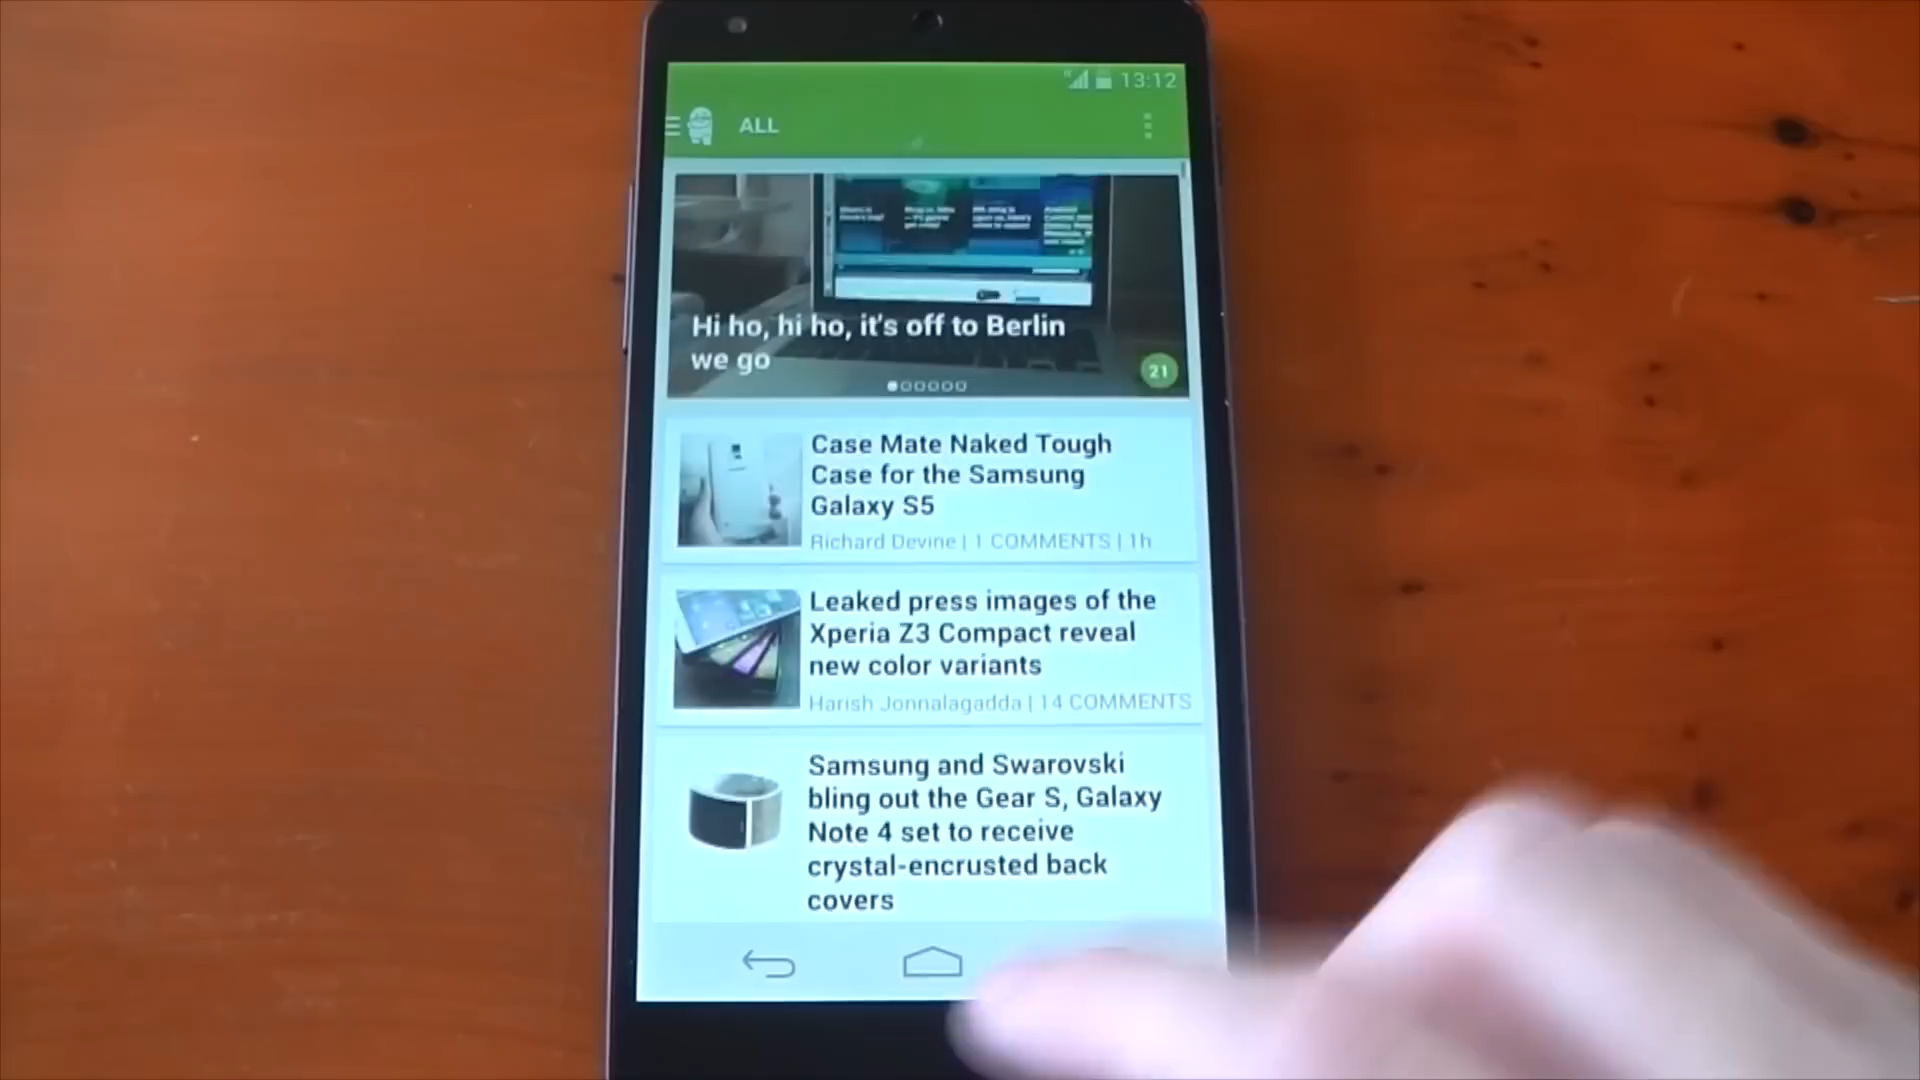 13:12
ALL
Hi ho, hi ho, it's off to Berlin
we go
21
Case Mate Naked Tough
Case for the Samsung
Galaxy S5
Richard Devine | 1 COMMENTS | 1h
Leaked press images of the
Xperia Z3 Compact reveal
new color variants
Harish Jonnalagadda | 14 COMMENTS
Samsung and Swarovski
bling out the Gear S, Galaxy
Note 4 set to receive
crystal-encrusted back
covers